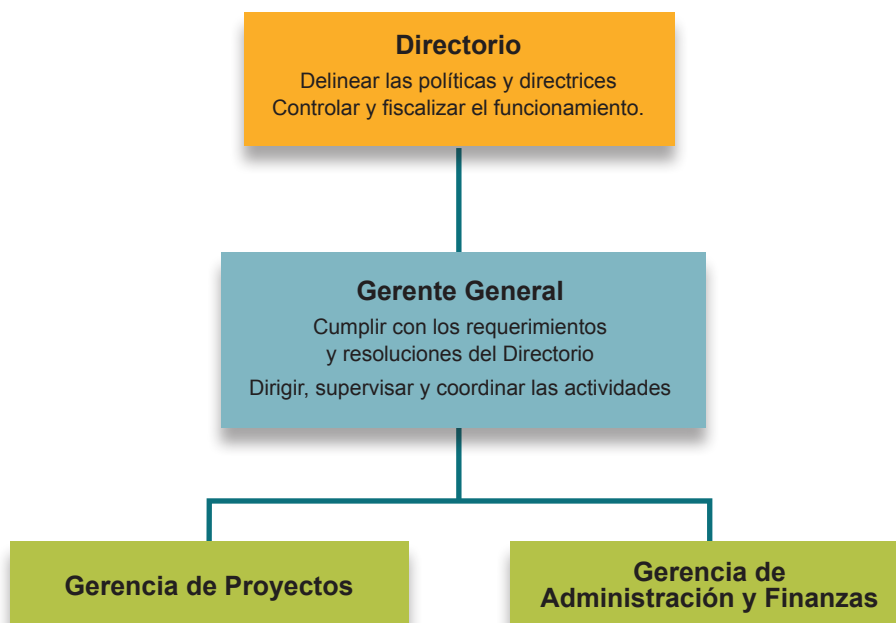 Directorio
Delinear las políticas y directrices
Controlar y fiscalizar el funcionamiento.
Gerente General
Cumplir con los requerimientos
y resoluciones del Directorio
Dirigir, supervisar y coordinar las actividades
Gerencia de Proyectos
Gerencia de
Administración y Finanzas